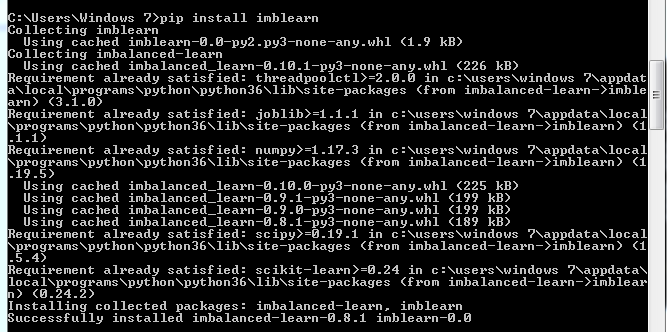 C:\Users\Windows 7>pip install imblearn
Collecting imblearn
  Using cached imblearn-0.0-py2.py3-none-any.whl (1.9 kB)
Collecting imbalanced-learn
  Using cached imbalanced_learn-0.10.1-py3-none-any.whl (226 kB)
Requirement already satisfied: threadpoolctl>=2.0.0 in c:\users\windows 7\appdat
a\local\programs\python\python36\lib\site-packages (from imbalanced-learn->imble
arn) (3.1.0)
Requirement already satisfied: joblib>=1.1.1 in c:\users\windows 7\appdata\local
\programs\python\python36\lib\site-packages (from imbalanced-learn->imblearn) (1
.1.1)
Requirement already satisfied: numpy>=1.17.3 in c:\users\windows 7\appdata\local
\programs\python\python36\lib\site-packages (from imbalanced-learn->imblearn) (1
.19.5)
  Using cached imbalanced_learn-0.10.0-py3-none-any.whl (225 kB)
  Using cached imbalanced_learn-0.9.1-py3-none-any.whl (199 kB)
  Using cached imbalanced_learn-0.9.0-py3-none-any.whl (199 kB)
  Using cached imbalanced_learn-0.8.1-py3-none-any.whl (189 kB)
Requirement already satisfied: scipy>=0.19.1 in c:\users\windows 7\appdata\local
\programs\python\python36\lib\site-packages (from imbalanced-learn->imblearn) (1
.5.4)
Requirement already satisfied: scikit-learn>=0.24 in c:\users\windows 7\appdata\
local\programs\python\python36\lib\site-packages (from imbalanced-learn->imblear
n) (0.24.2)
Installing collected packages: imbalanced-learn, imblearn
Successfully installed imbalanced-learn-0.8.1 imblearn-0.0